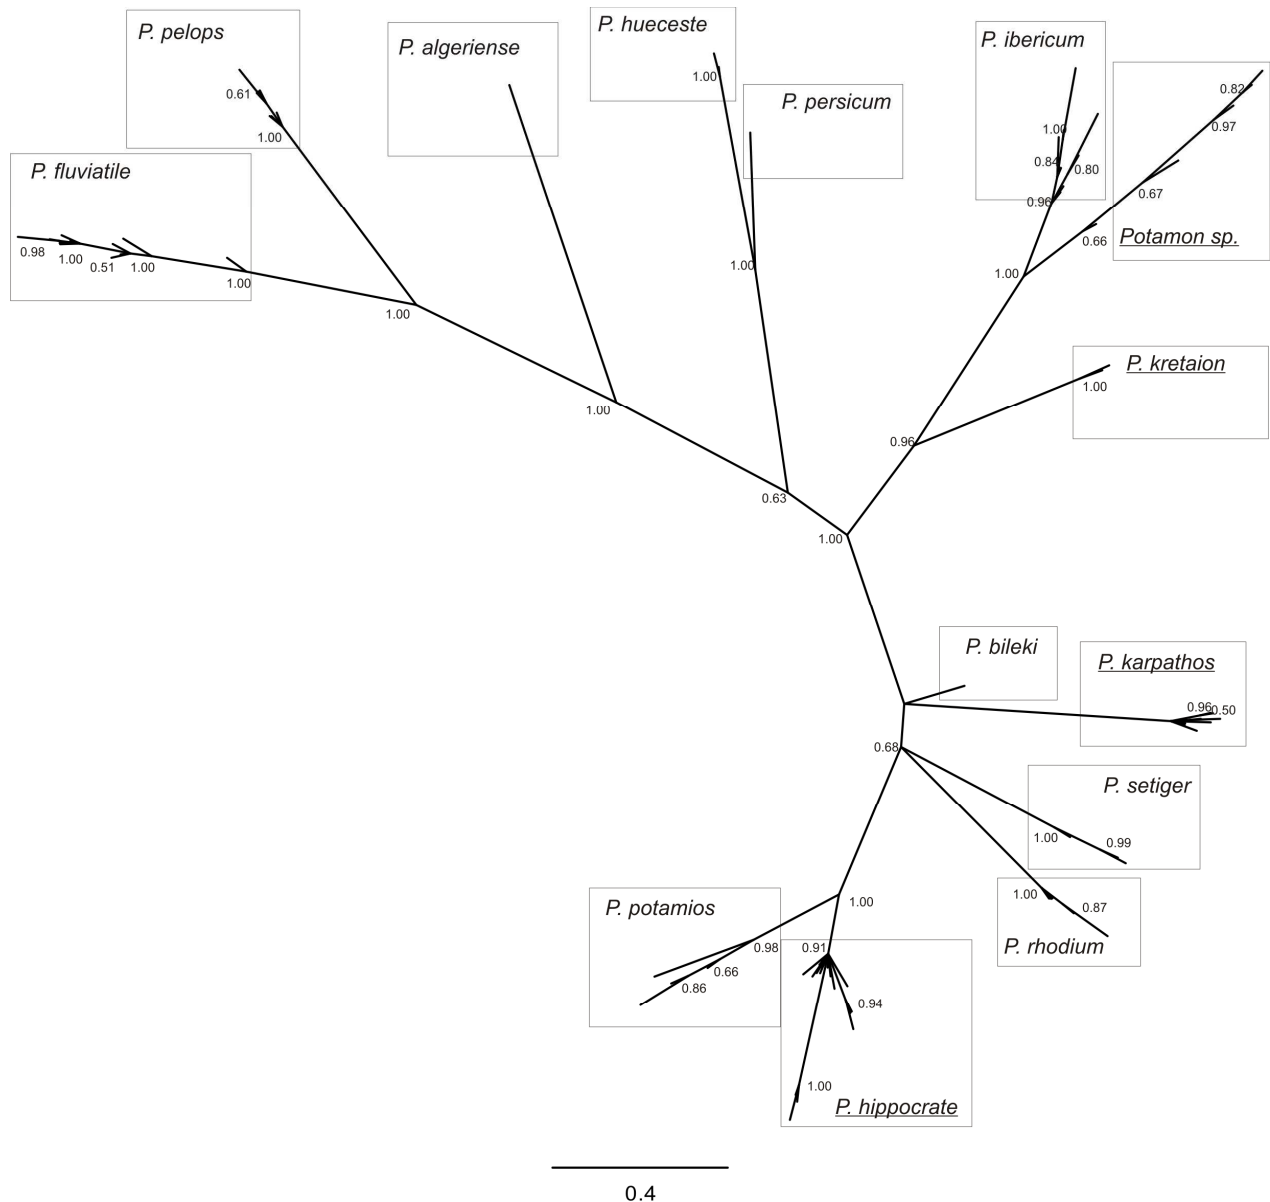 P. pelops
0.61
1.00
P. algeriense
P. hueceste
1.00
P. persicum
1.00
P. ibericum
1.00
0.84
0.80
0.96
0.82
0.97
0.67
0.66
Potamon sp.
1.00
P. fluviatile
0.98
1.00
0.51
1.00
1.00
1.00
1.00
P. kretaion
1.00
0.96
0.63
1.00
P. bileki
P. karpathos
0.96
0.50
0.68
P. setiger
1.00
0.99
1.00
0.87
P. rhodium
1.00
P. potamios
0.98
0.66
0.86
0.91
0.94
1.00
P. hippocrate
0.4